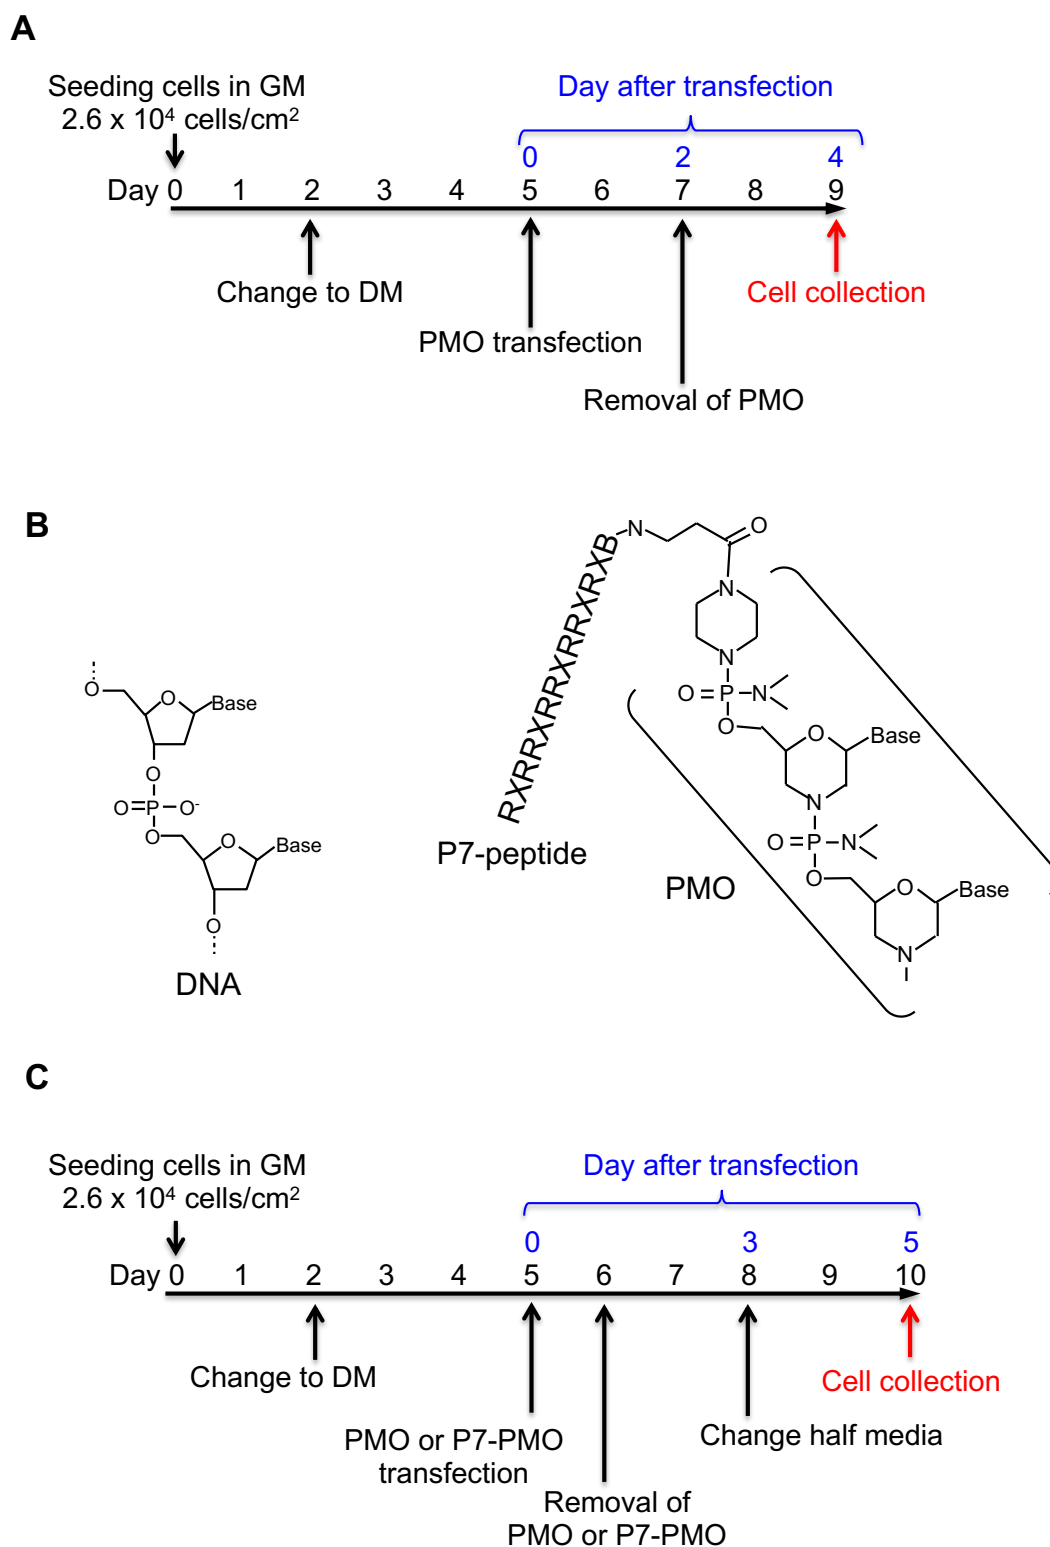 A
Seeding cells in GM
2.6 x 10⁴ cells/cm²
Day after transfection
0 2 4
Day 0 1 2 3 4 5 6 7 8 9
Change to DM
Cell collection
PMO transfection
Removal of PMO
B
N
O
RXRRXRRXRRXRXB
N
N
O
O=P-N
O Base
O
O Base
O
N
O=P-O⁻
O=P-N
O
O Base
O
O Base
N
O
P7-peptide
PMO
DNA
C
Seeding cells in GM
2.6 x 10⁴ cells/cm²
Day after transfection
0 3 5
Day 0 1 2 3 4 5 6 7 8 9 10
Change to DM
Cell collection
PMO or P7-PMO
transfection
Change half media
Removal of
PMO or P7-PMO